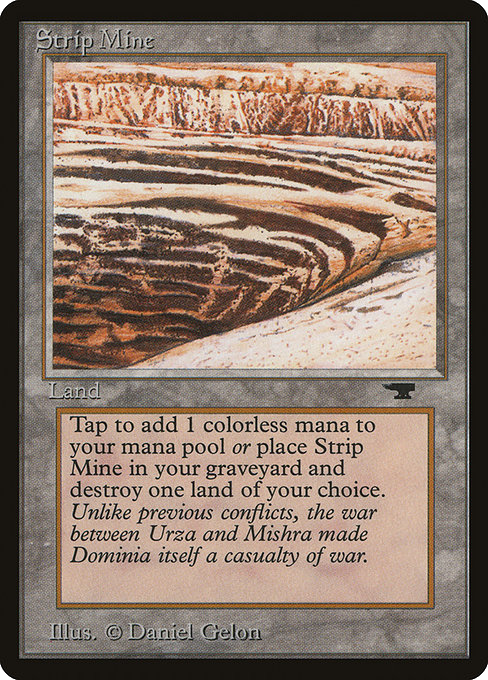 Strip Mine
Land
Tap to add 1 colorless mana to
your mana pool or place Strip
Mine in your graveyard and
destroy one land of your choice.
Unlike previous conflicts, the war
between Urza and Mishra made
Dominia itself a casualty of war.
Illus. © Daniel Gelon